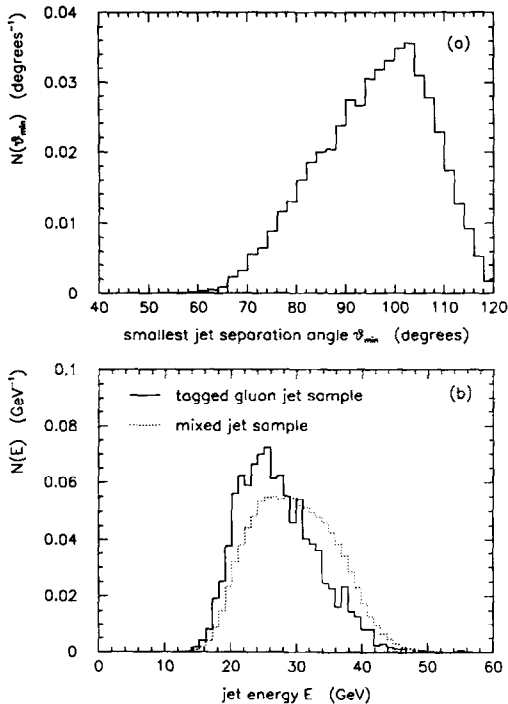 0.04
(a)
N(ϑmin) (degrees⁻¹)
0.03
0.02
0.01
0
40 50 60 70 80 90 100 110 120
smallest jet separation angle ϑmin (degrees)
0.1
(b)
tagged gluon jet sample
mixed jet sample
N(E) (GeV⁻¹)
0.08
0.06
0.04
0.02
0
0 10 20 30 40 50 60
jet energy E (GeV)